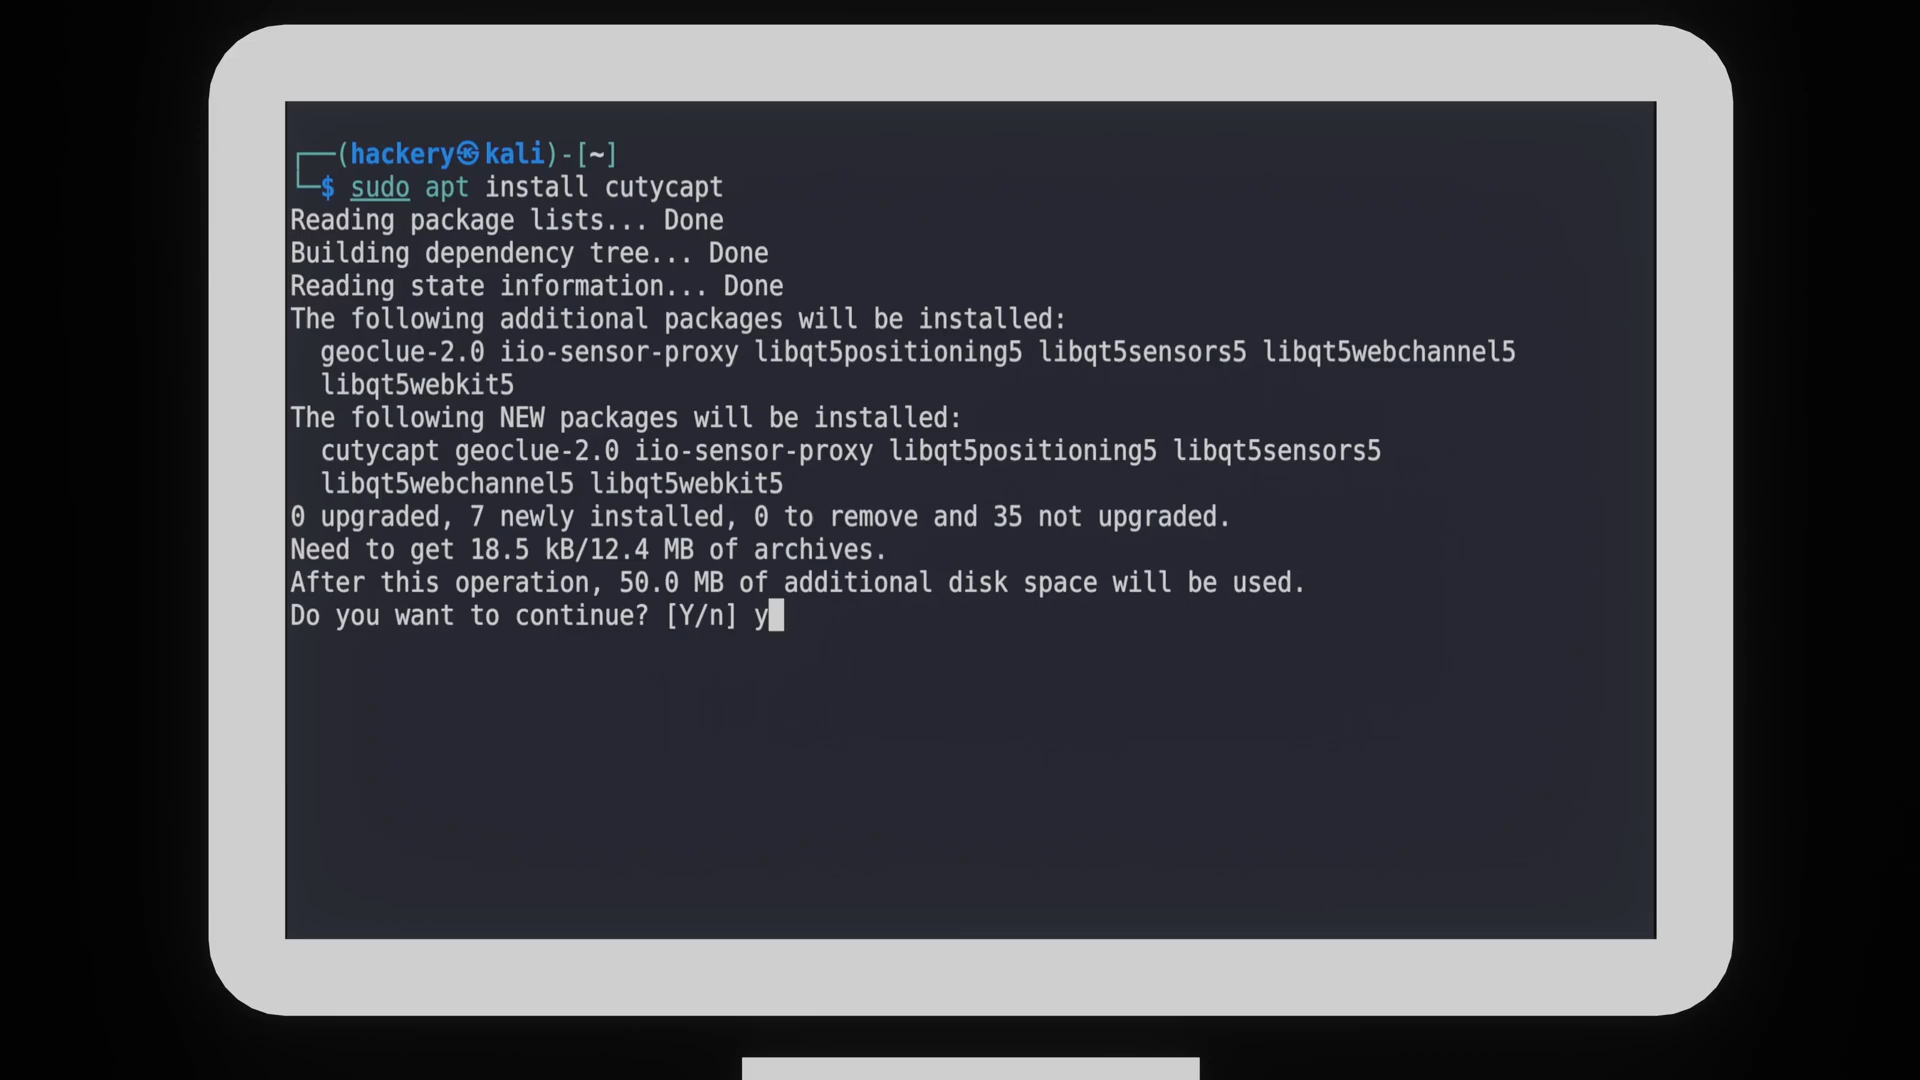 ┌──(hackery㉿kali)-[~]
└─$ sudo apt install cutycapt
Reading package lists... Done
Building dependency tree... Done
Reading state information... Done
The following additional packages will be installed:
  geoclue-2.0 iio-sensor-proxy libqt5positioning5 libqt5sensors5 libqt5webchannel5
  libqt5webkit5
The following NEW packages will be installed:
  cutycapt geoclue-2.0 iio-sensor-proxy libqt5positioning5 libqt5sensors5
  libqt5webchannel5 libqt5webkit5
0 upgraded, 7 newly installed, 0 to remove and 35 not upgraded.
Need to get 18.5 kB/12.4 MB of archives.
After this operation, 50.0 MB of additional disk space will be used.
Do you want to continue? [Y/n] y